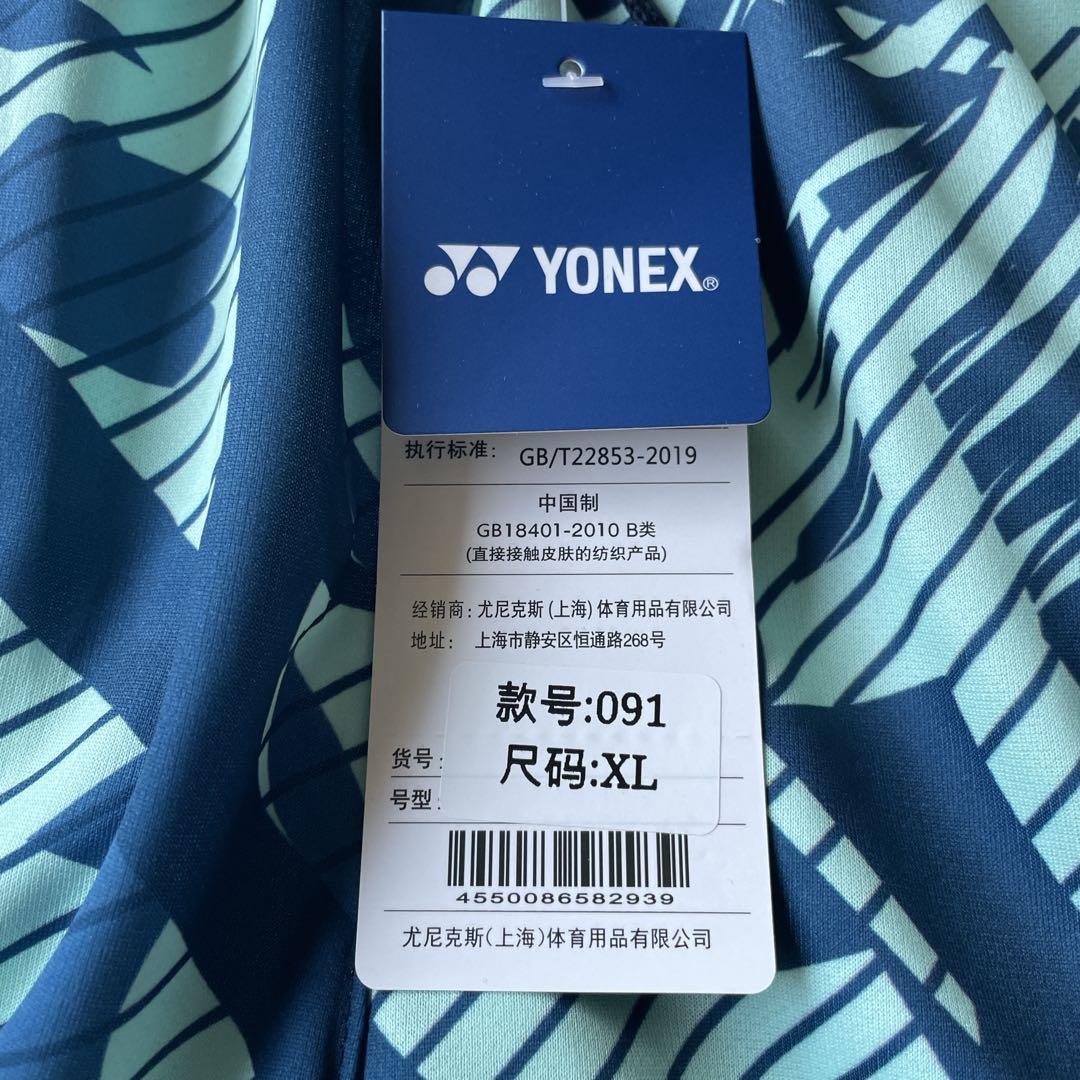 YONEX®
执行标准: GB/T22853-2019
中国制
GB18401-2010 B类
(直接接触皮肤的纺织产品)
经销商: 尤尼克斯(上海)体育用品有限公司
地址: 上海市静安区恒通路268号
款号:091
货号:
尺码:XL
号型:
4550086582939
尤尼克斯(上海)体育用品有限公司